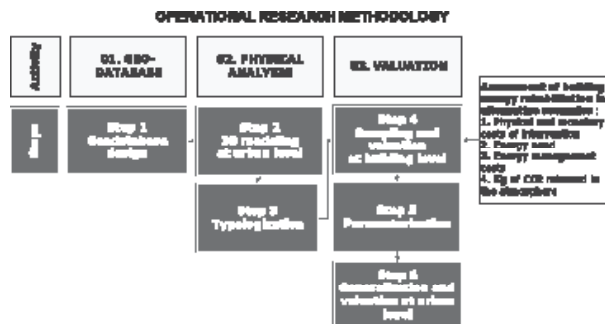 OPERATIONAL RESEARCH METHODOLOGY
Activity
01. GEO-
DATABASE
02. PHYSICAL
ANALYSIS
03. VALUATION
Step 1
Geodatabase
design
Step 2
3D modeling
at urban level
Step 3
Typologization
Step 4
and
valuation
at building level
Step 5
Parameterization
Step 6
Generalization and
valuation at urban
level
Assessment of building
energy rehabilitation in
alternative scenarios :
1. Physical and monetary
costs of intervention
2. Energy need
3. Energy management
costs
4. Kg of CO2 released in
the atmosphere